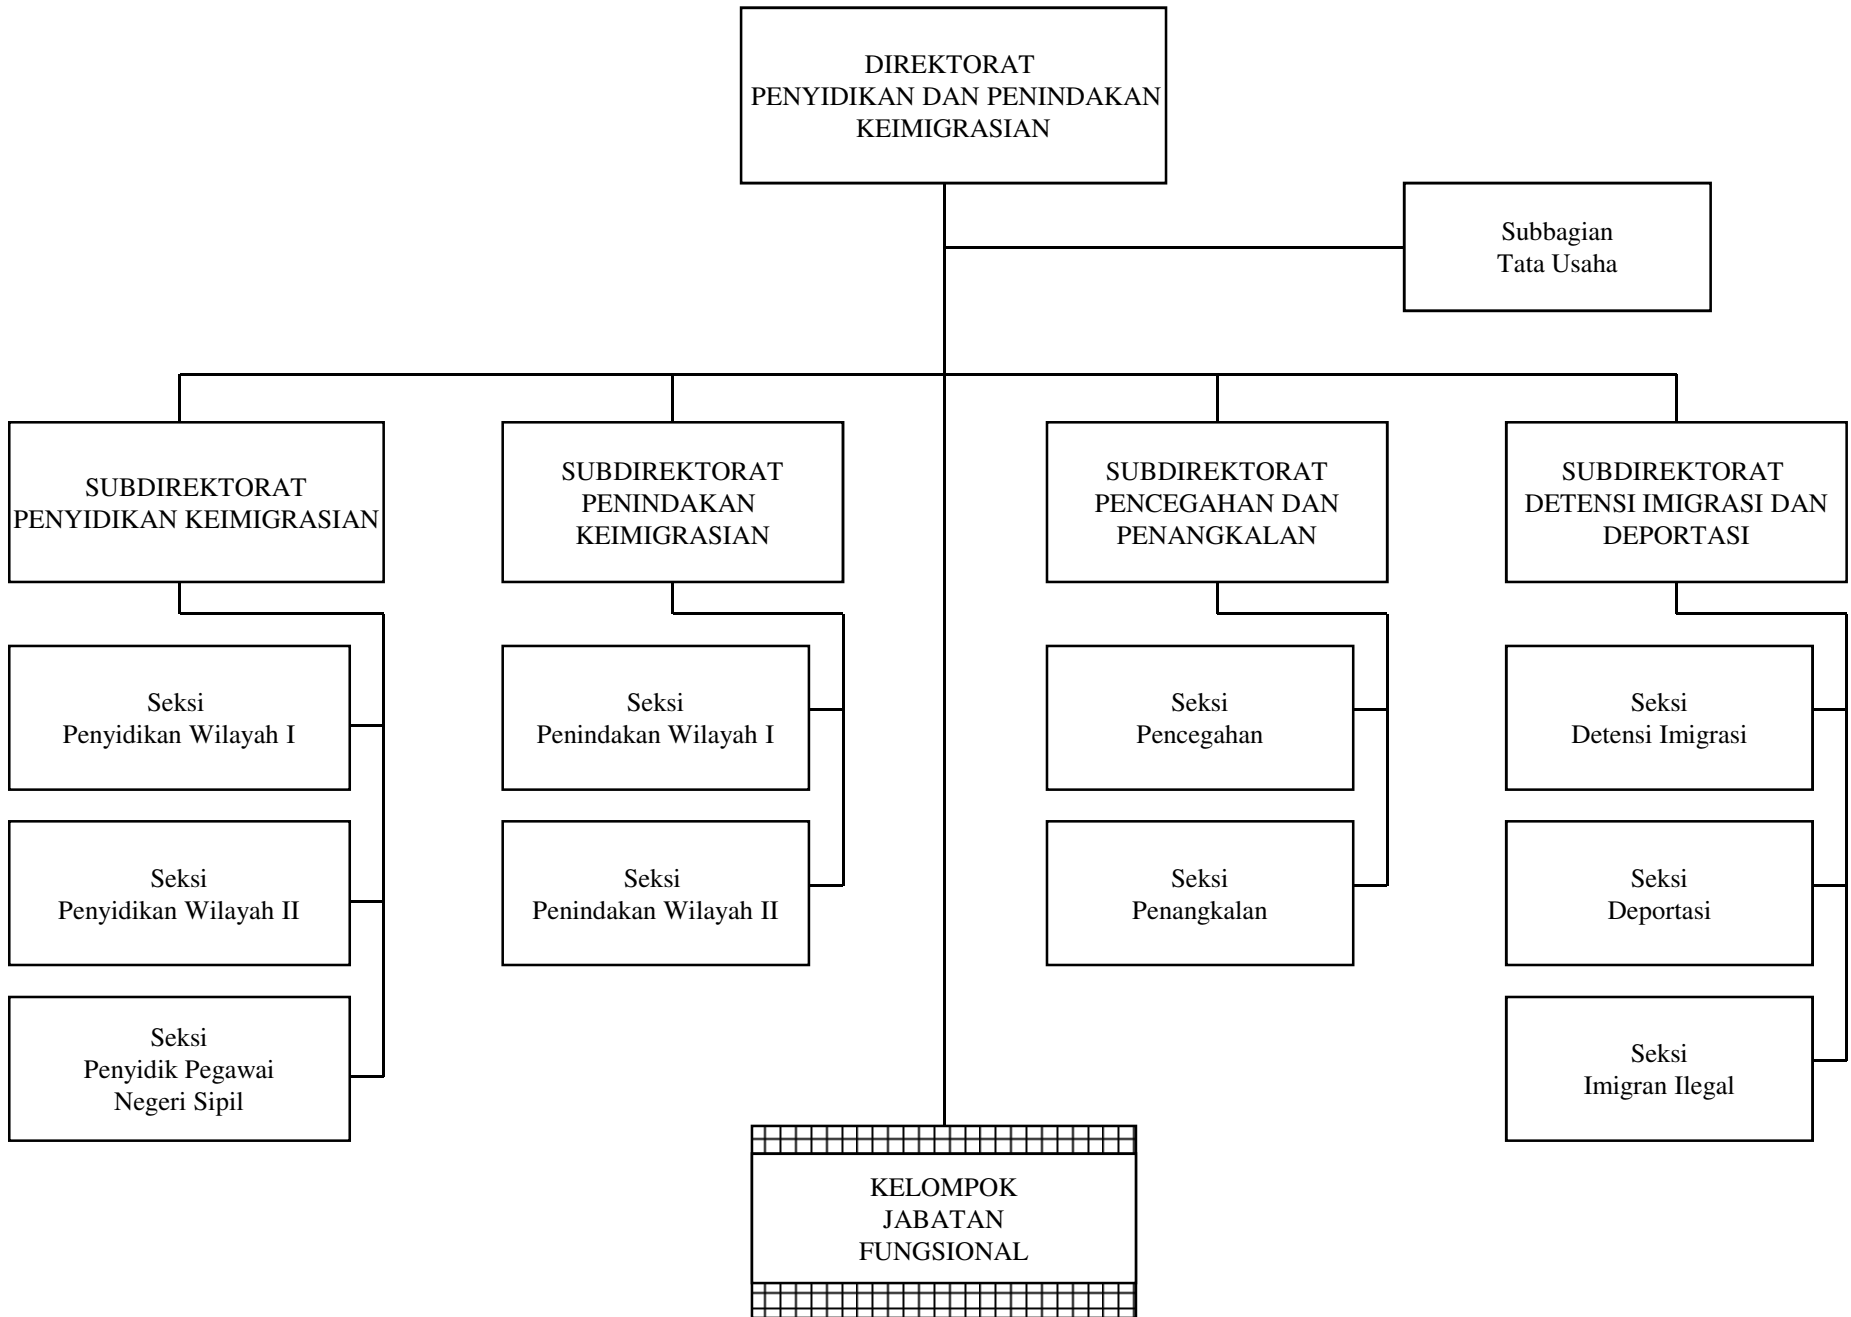 DIREKTORAT
PENYIDIKAN DAN PENINDAKAN
KEIMIGRASIAN
Subbagian
Tata Usaha
SUBDIREKTORAT
PENYIDIKAN KEIMIGRASIAN
SUBDIREKTORAT
PENINDAKAN
KEIMIGRASIAN
SUBDIREKTORAT
PENCEGAHAN DAN
PENANGKALAN
SUBDIREKTORAT
DETENSI IMIGRASI DAN
DEPORTASI
Seksi
Penyidikan Wilayah I
Seksi
Penindakan Wilayah I
Seksi
Pencegahan
Seksi
Detensi Imigrasi
Seksi
Penyidikan Wilayah II
Seksi
Penindakan Wilayah II
Seksi
Penangkalan
Seksi
Deportasi
Seksi
Penyidik Pegawai
Negeri Sipil
Seksi
Imigran Ilegal
KELOMPOK
JABATAN
FUNGSIONAL